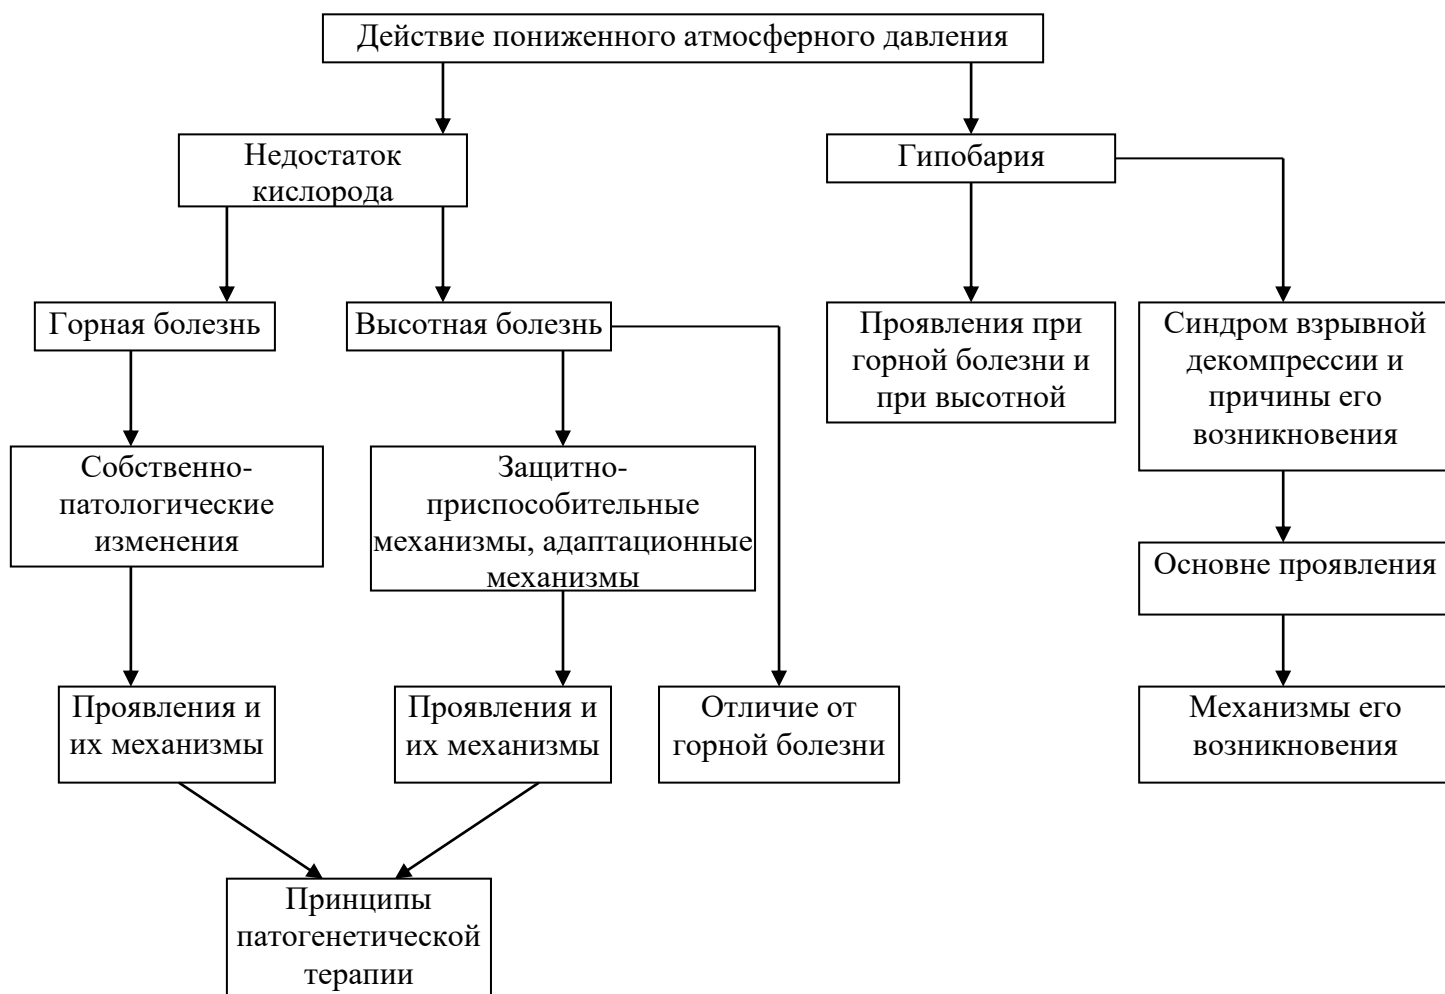 Действие пониженного атмосферного давления
Недостаток
кислорода
Гипобария
Горная болезнь
Высотная болезнь
Проявления при
горной болезни и
при высотной
Синдром взрывной
декомпрессии и
причины его
возникновения
Собственно-
патологические
изменения
Защитно-
приспособительные
механизмы, адаптационные
механизмы
Основне проявления
Проявления и
их механизмы
Проявления и
их механизмы
Отличие от
горной болезни
Механизмы его
возникновения
Принципы
патогенетической
терапии